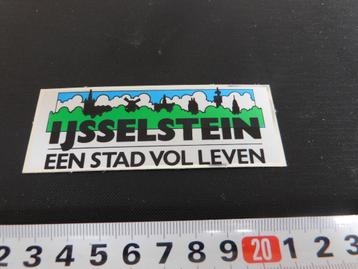 IJSSELSTEIN
EEN STAD VOL LEVEN
2 3 4 5 6 7 8 9 20 1 2 3